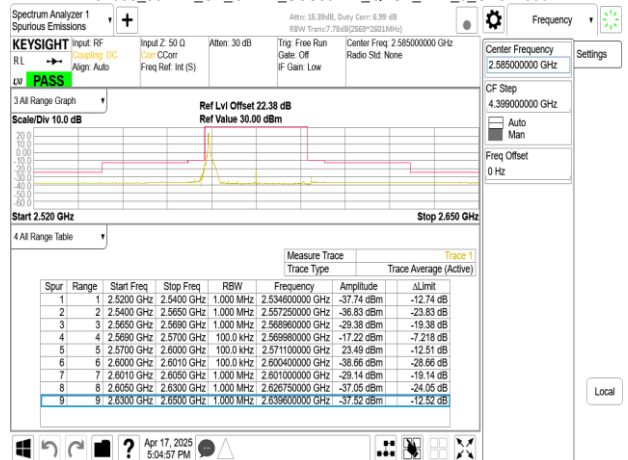 Spectrum Analyzer 1
Spurious Emissions
Attn: 15.39dB, Duty Corr: 6.99 dB
RBW Trans:7.78dB(2569~2601MHz)
Frequency
KEYSIGHT Input: RF Input Z: 50 Ω Atten: 30 dB Trig: Free Run Center Freq: 2.585000000 GHz
RL Coupling: DC Corr CCorr Gate: Off Radio Std: None
Align: Auto Freq Ref: Int (S) IF Gain: Low
LXI PASS
Center Frequency
2.585000000 GHz
Settings
CF Step
4.399000000 GHz
Auto
Man
Freq Offset
0 Hz
3 All Range Graph
Ref Lvl Offset 22.38 dB
Scale/Div 10.0 dB Ref Value 30.00 dBm
20.0
10.0
0.00
-10.0
-20.0
-30.0
-40.0
-50.0
-60.0
Start 2.520 GHz Stop 2.650 GHz
4 All Range Table
Measure Trace Trace 1
Trace Type Trace Average (Active)
Spur Range Start Freq Stop Freq RBW Frequency Amplitude ΔLimit
1 1 2.5200 GHz 2.5400 GHz 1.000 MHz 2.534600000 GHz -37.74 dBm -12.74 dB
2 2 2.5400 GHz 2.5650 GHz 1.000 MHz 2.557250000 GHz -36.83 dBm -23.83 dB
3 3 2.5650 GHz 2.5690 GHz 1.000 MHz 2.568960000 GHz -29.38 dBm -19.38 dB
4 4 2.5690 GHz 2.5700 GHz 100.0 kHz 2.569980000 GHz -17.22 dBm -7.218 dB
5 5 2.5700 GHz 2.6000 GHz 100.0 kHz 2.571100000 GHz 23.49 dBm -12.51 dB
6 6 2.6000 GHz 2.6010 GHz 100.0 kHz 2.600400000 GHz -38.66 dBm -28.66 dB
7 7 2.6010 GHz 2.6050 GHz 1.000 MHz 2.601000000 GHz -29.14 dBm -19.14 dB
8 8 2.6050 GHz 2.6300 GHz 1.000 MHz 2.626750000 GHz -37.05 dBm -24.05 dB
9 9 2.6300 GHz 2.6500 GHz 1.000 MHz 2.639600000 GHz -37.52 dBm -12.52 dB
Local
Apr 17, 2025
5:04:57 PM